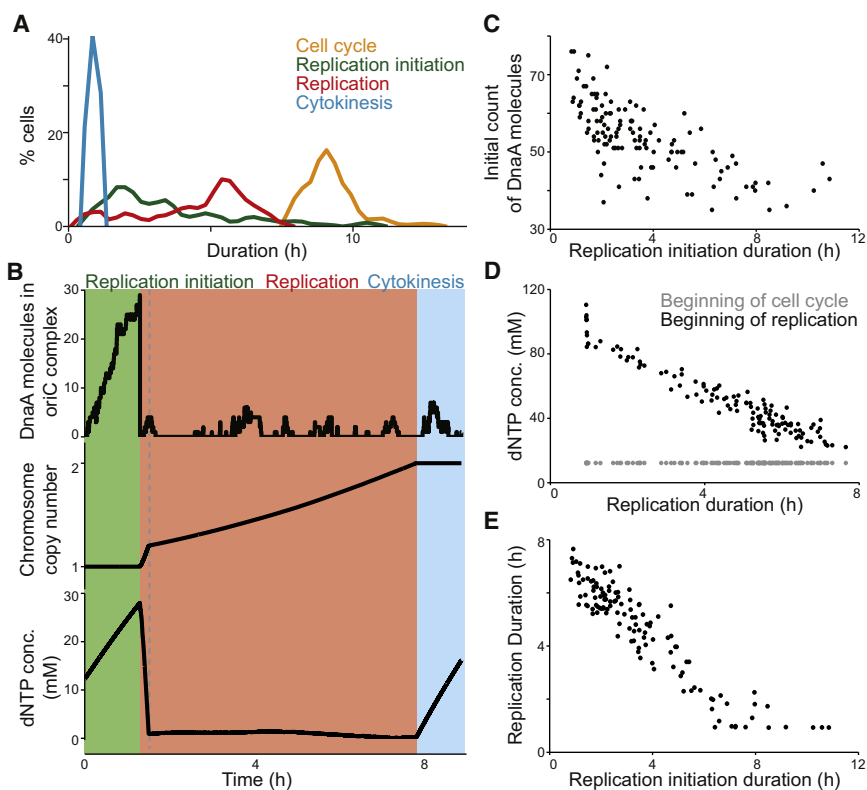 A
% cells
40
20
0
0
10
Duration (h)
Cell cycle
Replication initiation
Replication
Cytokinesis
B
Replication initiation Replication Cytokinesis
DnaA molecules in
oriC complex
30
20
10
0
Chromosome
copy number
2
1
dNTP conc.
(mM)
30
20
10
0
0
4
8
Time (h)
C
Initial count
of DnaA molecules
70
50
30
0
4
8
12
Replication initiation duration (h)
D
dNTP conc. (mM)
120
80
40
0
0
4
8
Replication duration (h)
Beginning of cell cycle
Beginning of replication
E
Replication Duration (h)
8
4
0
0
4
8
12
Replication initiation duration (h)